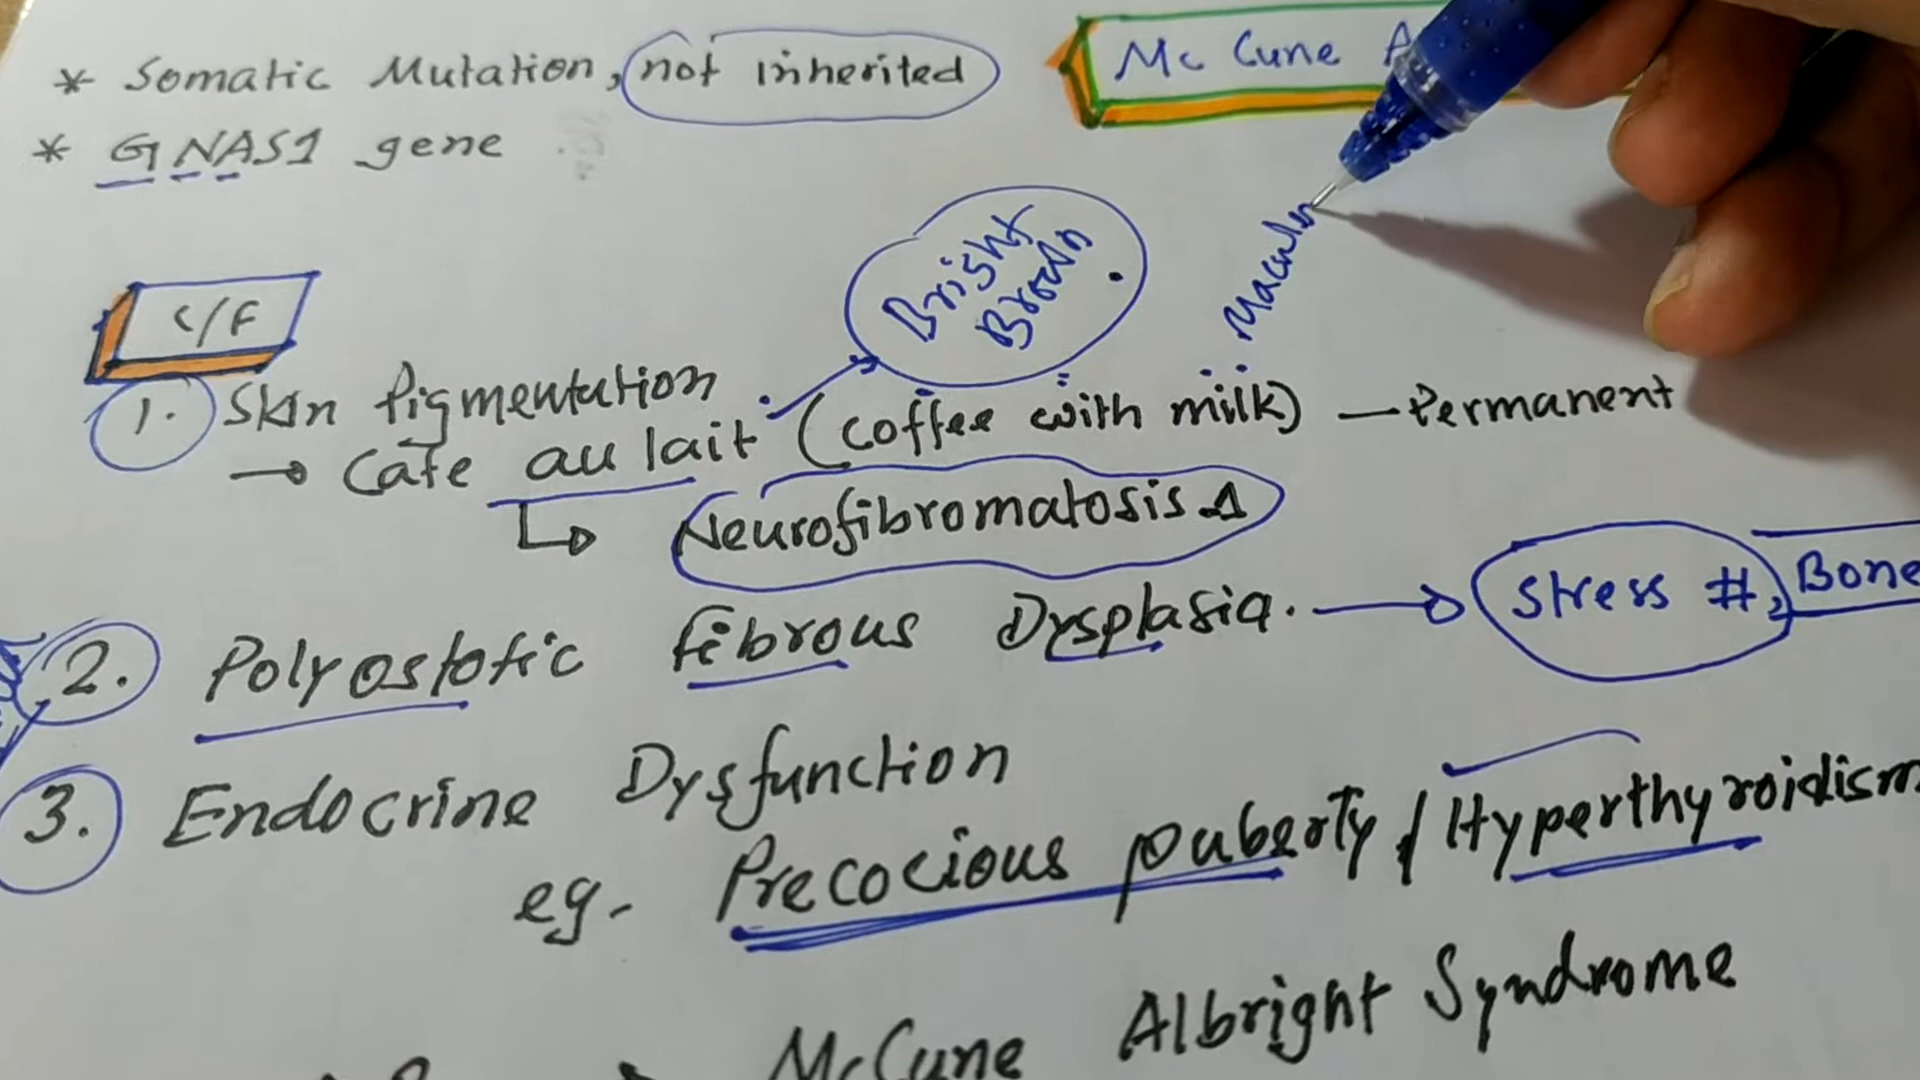 * Somatic Mutation, not inherited
Mc Cune A
* GNAS1 gene
C/F
Bright
Brown
Macules
1. Skin Pigmentation
→ Cafe au lait (coffee with milk) — Permanent
Neurofibromatosis 1
2. Polyostotic fibrous Dysplasia. → Stress #, Bone
3. Endocrine Dysfunction
eg. Precocious puberty / Hyperthyroidism
McCune Albright Syndrome